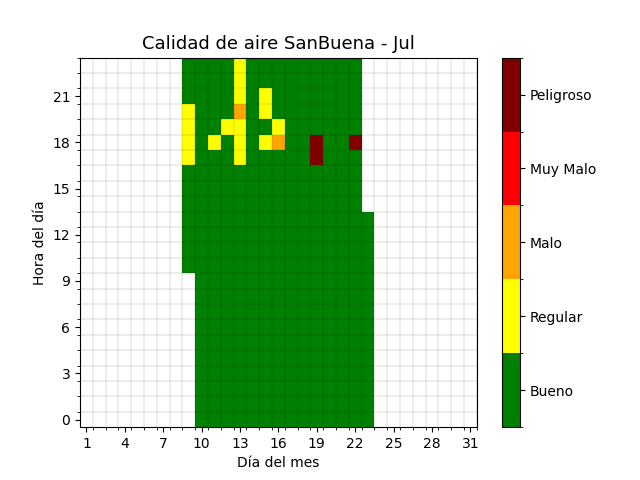 Calidad de aire SanBuena - Jul
Hora del día
21
18
15
12
9
6
3
0
1 4 7 10 13 16 19 22 25 28 31
Día del mes
Peligroso
Muy Malo
Malo
Regular
Bueno